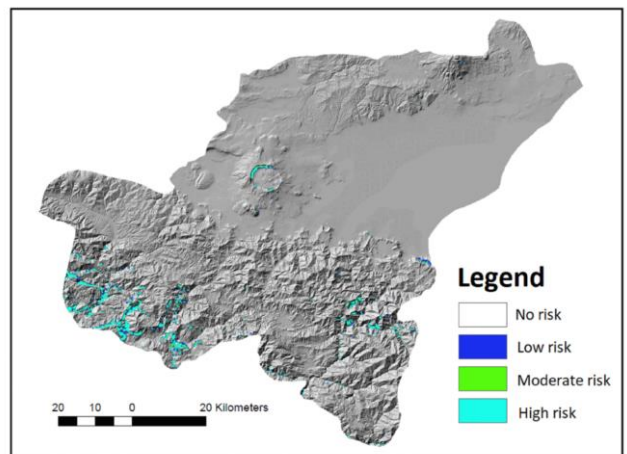 Legend
No risk
Low risk
Moderate risk
High risk
20 10 0 20 Kilometers